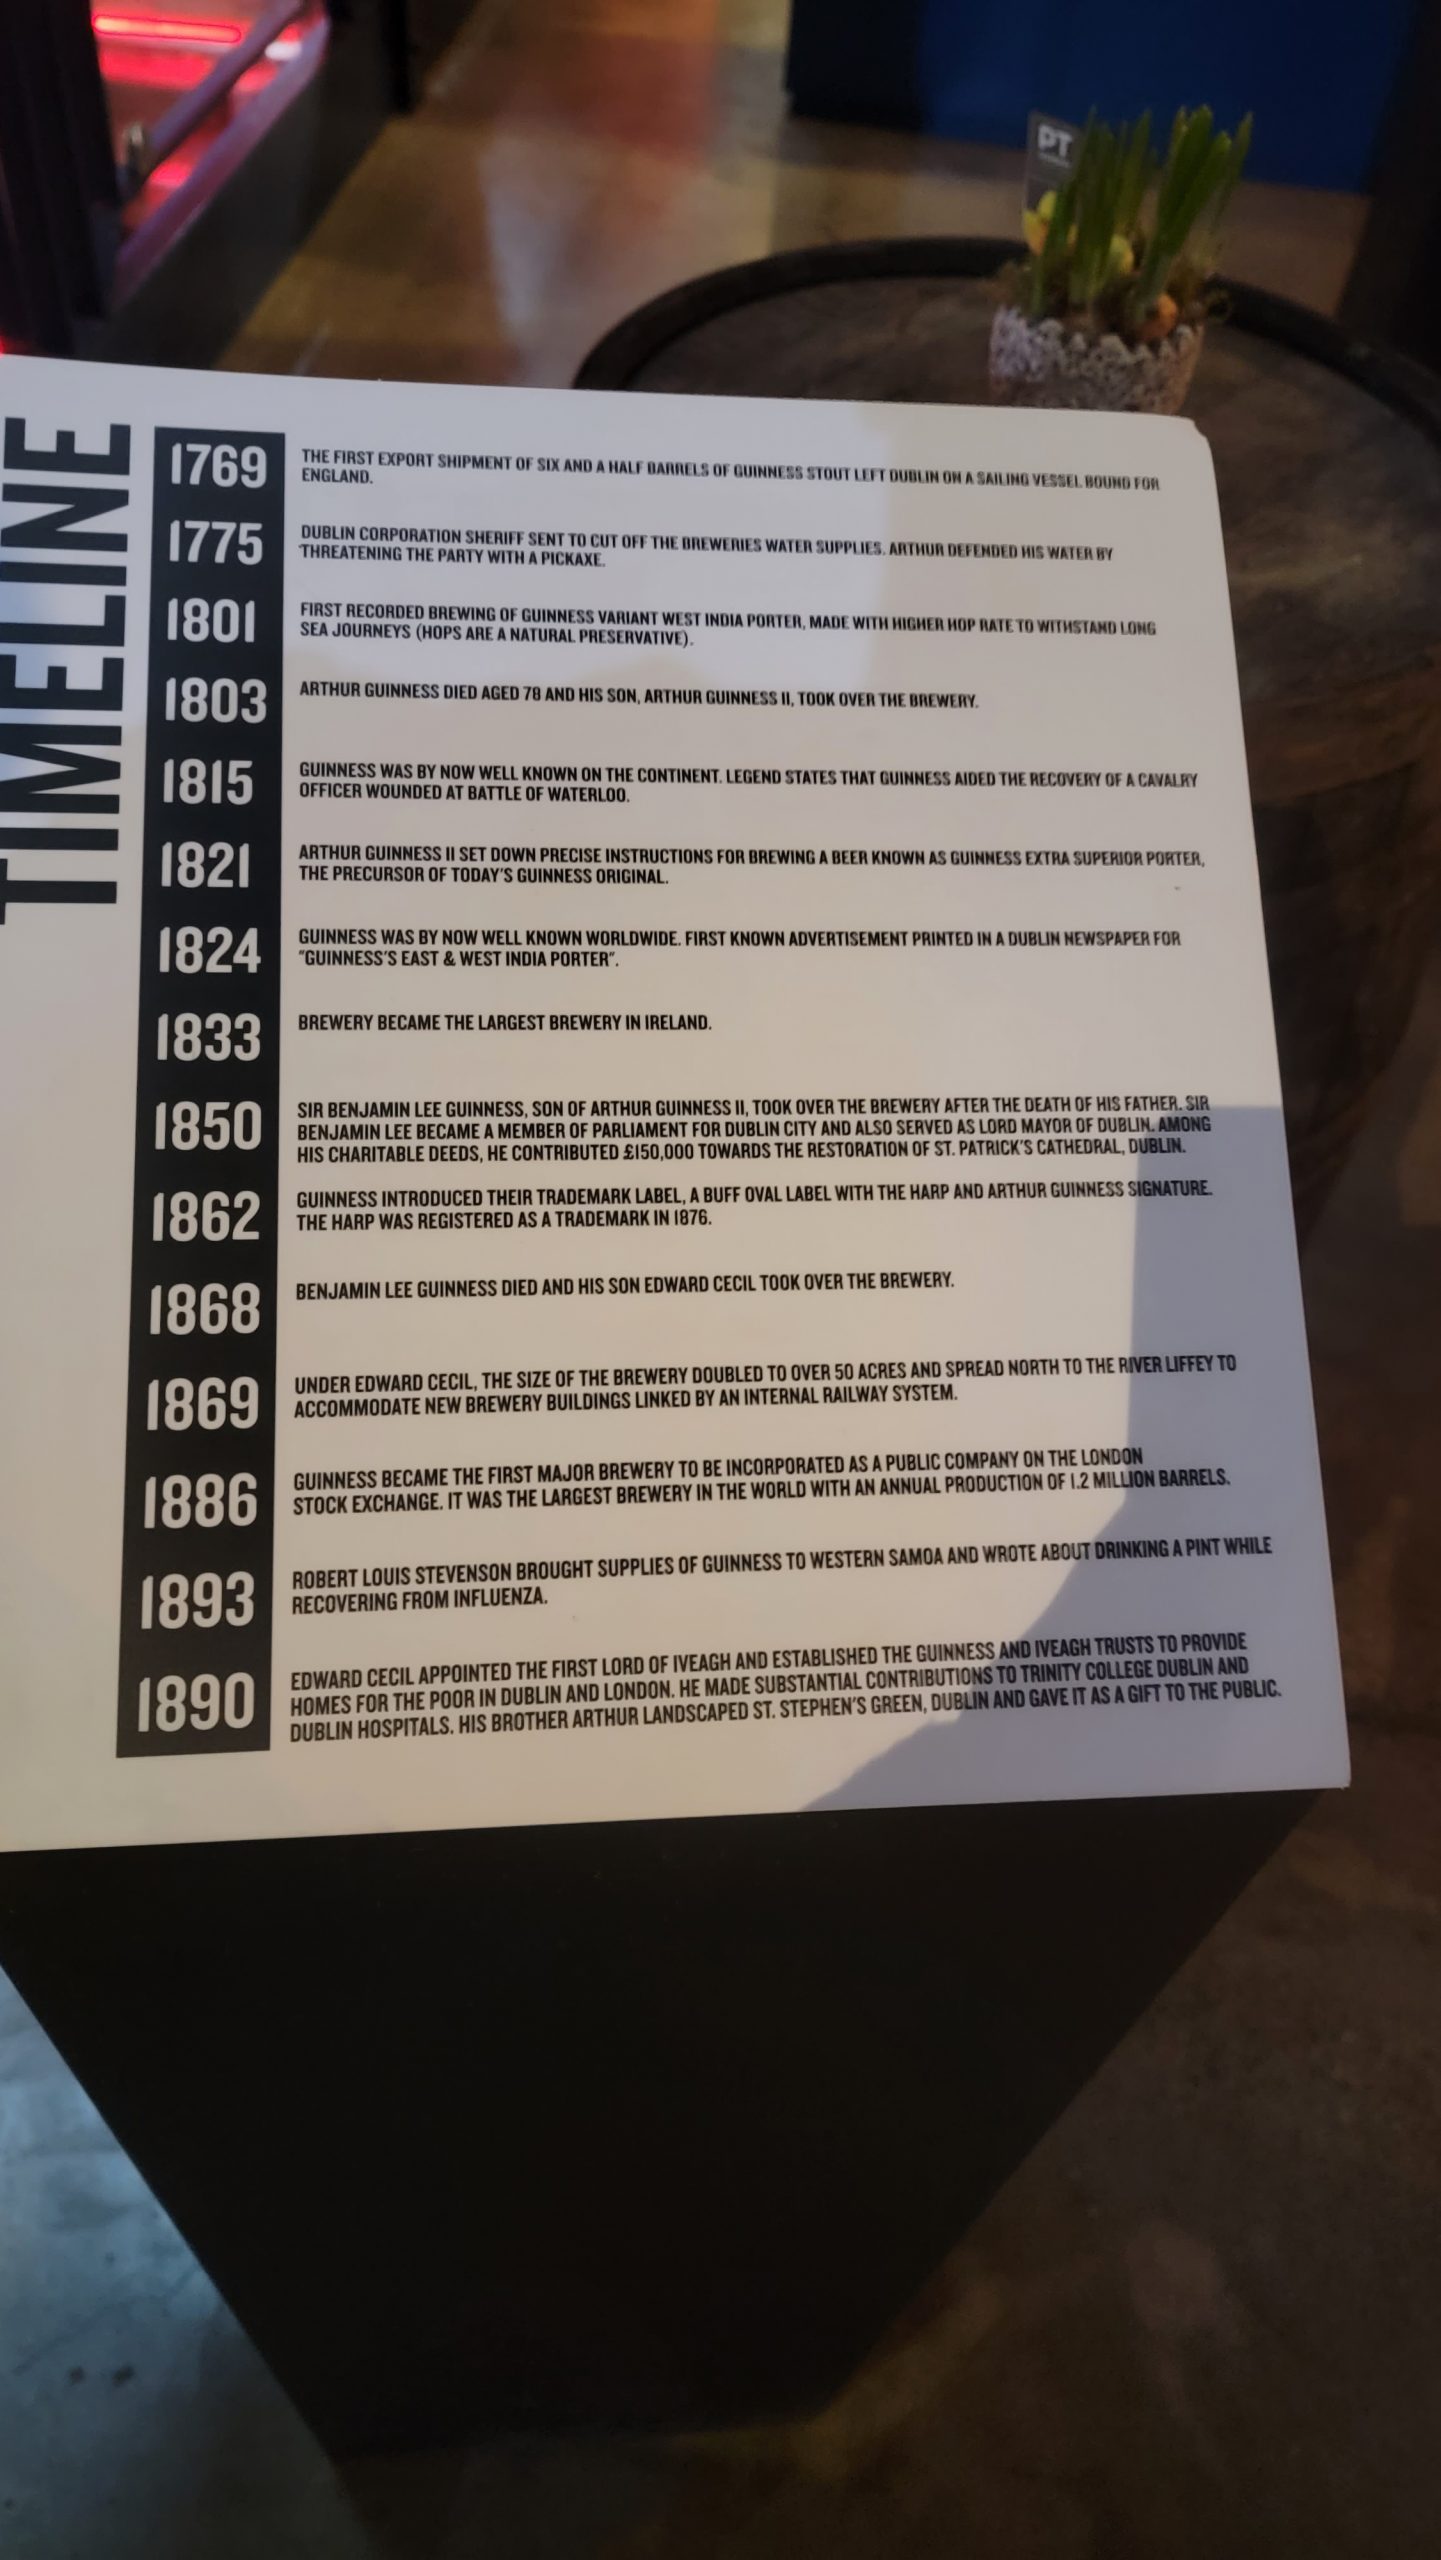 PT
TIMELINE
1769
THE FIRST EXPORT SHIPMENT OF SIX AND A HALF BARRELS OF GUINNESS STOUT LEFT DUBLIN ON A SAILING VESSEL BOUND FOR
ENGLAND.
1775
DUBLIN CORPORATION SHERIFF SENT TO CUT OFF THE BREWERIES WATER SUPPLIES. ARTHUR DEFENDED HIS WATER BY
THREATENING THE PARTY WITH A PICKAXE.
1801
FIRST RECORDED BREWING OF GUINNESS VARIANT WEST INDIA PORTER, MADE WITH HIGHER HOP RATE TO WITHSTAND LONG
SEA JOURNEYS (HOPS ARE A NATURAL PRESERVATIVE).
1803
ARTHUR GUINNESS DIED AGED 78 AND HIS SON, ARTHUR GUINNESS II, TOOK OVER THE BREWERY.
1815
GUINNESS WAS BY NOW WELL KNOWN ON THE CONTINENT. LEGEND STATES THAT GUINNESS AIDED THE RECOVERY OF A CAVALRY
OFFICER WOUNDED AT BATTLE OF WATERLOO.
1821
ARTHUR GUINNESS II SET DOWN PRECISE INSTRUCTIONS FOR BREWING A BEER KNOWN AS GUINNESS EXTRA SUPERIOR PORTER,
THE PRECURSOR OF TODAY'S GUINNESS ORIGINAL.
1824
GUINNESS WAS BY NOW WELL KNOWN WORLDWIDE. FIRST KNOWN ADVERTISEMENT PRINTED IN A DUBLIN NEWSPAPER FOR
"GUINNESS'S EAST & WEST INDIA PORTER".
1833
BREWERY BECAME THE LARGEST BREWERY IN IRELAND.
1850
SIR BENJAMIN LEE GUINNESS, SON OF ARTHUR GUINNESS II, TOOK OVER THE BREWERY AFTER THE DEATH OF HIS FATHER. SIR
BENJAMIN LEE BECAME A MEMBER OF PARLIAMENT FOR DUBLIN CITY AND ALSO SERVED AS LORD MAYOR OF DUBLIN. AMONG
HIS CHARITABLE DEEDS, HE CONTRIBUTED £150,000 TOWARDS THE RESTORATION OF ST. PATRICK'S CATHEDRAL, DUBLIN.
1862
GUINNESS INTRODUCED THEIR TRADEMARK LABEL, A BUFF OVAL LABEL WITH THE HARP AND ARTHUR GUINNESS SIGNATURE.
THE HARP WAS REGISTERED AS A TRADEMARK IN 1876.
1868
BENJAMIN LEE GUINNESS DIED AND HIS SON EDWARD CECIL TOOK OVER THE BREWERY.
1869
UNDER EDWARD CECIL, THE SIZE OF THE BREWERY DOUBLED TO OVER 50 ACRES AND SPREAD NORTH TO THE RIVER LIFFEY TO
ACCOMMODATE NEW BREWERY BUILDINGS LINKED BY AN INTERNAL RAILWAY SYSTEM.
1886
GUINNESS BECAME THE FIRST MAJOR BREWERY TO BE INCORPORATED AS A PUBLIC COMPANY ON THE LONDON
STOCK EXCHANGE. IT WAS THE LARGEST BREWERY IN THE WORLD WITH AN ANNUAL PRODUCTION OF 1.2 MILLION BARRELS.
1893
ROBERT LOUIS STEVENSON BROUGHT SUPPLIES OF GUINNESS TO WESTERN SAMOA AND WROTE ABOUT DRINKING A PINT WHILE
RECOVERING FROM INFLUENZA.
1890
EDWARD CECIL APPOINTED THE FIRST LORD OF IVEAGH AND ESTABLISHED THE GUINNESS AND IVEAGH TRUSTS TO PROVIDE
HOMES FOR THE POOR IN DUBLIN AND LONDON. HE MADE SUBSTANTIAL CONTRIBUTIONS TO TRINITY COLLEGE DUBLIN AND
DUBLIN HOSPITALS. HIS BROTHER ARTHUR LANDSCAPED ST. STEPHEN'S GREEN, DUBLIN AND GAVE IT AS A GIFT TO THE PUBLIC.